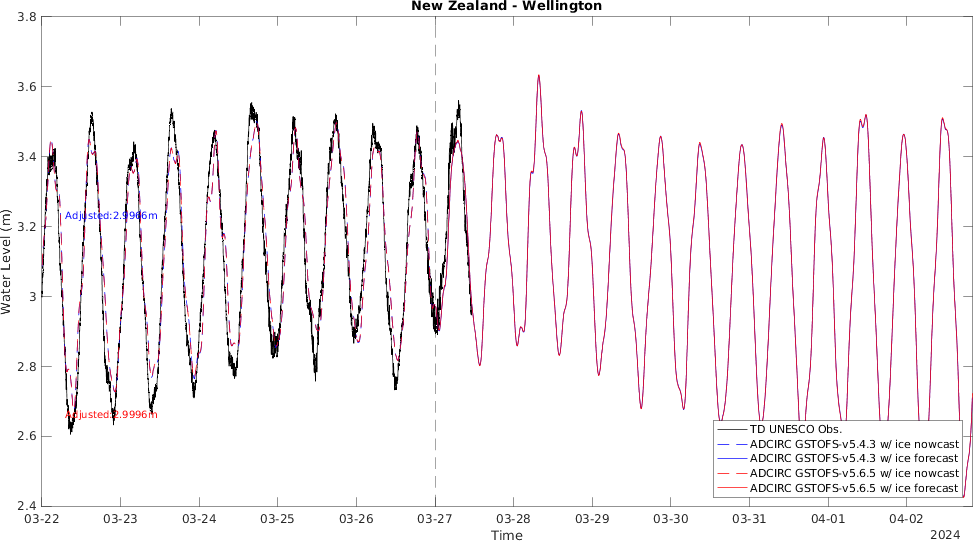 New Zealand - Wellington
3.8
3.6
3.4
3.2
3
2.8
2.6
2.4
Water Level (m)
Adjusted:2.9966m
Adjusted:2.9996m
TD UNESCO Obs.
ADCIRC GSTOFS-v5.4.3 w/ ice nowcast
ADCIRC GSTOFS-v5.4.3 w/ ice forecast
ADCIRC GSTOFS-v5.6.5 w/ ice nowcast
ADCIRC GSTOFS-v5.6.5 w/ ice forecast
03-22 03-23 03-24 03-25 03-26 03-27 03-28 03-29 03-30 03-31 04-01 04-02
Time
2024